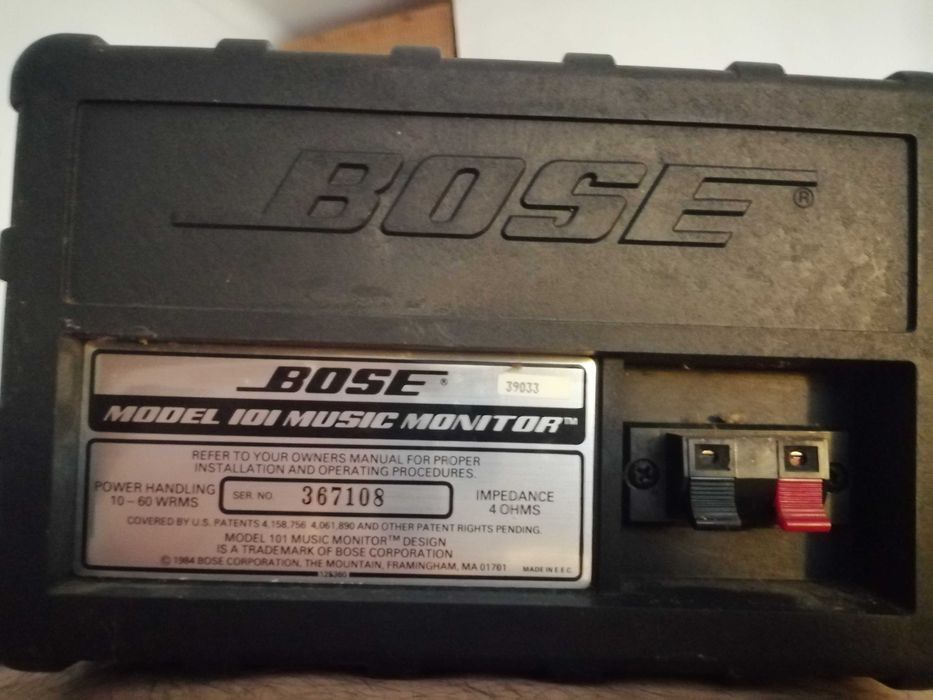 BOSE®
BOSE® 39033
MODEL 101 MUSIC MONITOR™
REFER TO YOUR OWNERS MANUAL FOR PROPER
INSTALLATION AND OPERATING PROCEDURES.
POWER HANDLING
10 – 60 WRMS
SER. NO. 367108
IMPEDANCE
4 OHMS
COVERED BY U.S. PATENTS 4,158,756 4,061,890 AND OTHER PATENT RIGHTS PENDING.
MODEL 101 MUSIC MONITOR™ DESIGN
IS A TRADEMARK OF BOSE CORPORATION
© 1984 BOSE CORPORATION, THE MOUNTAIN, FRAMINGHAM, MA 01701 MADE IN E.E.C.